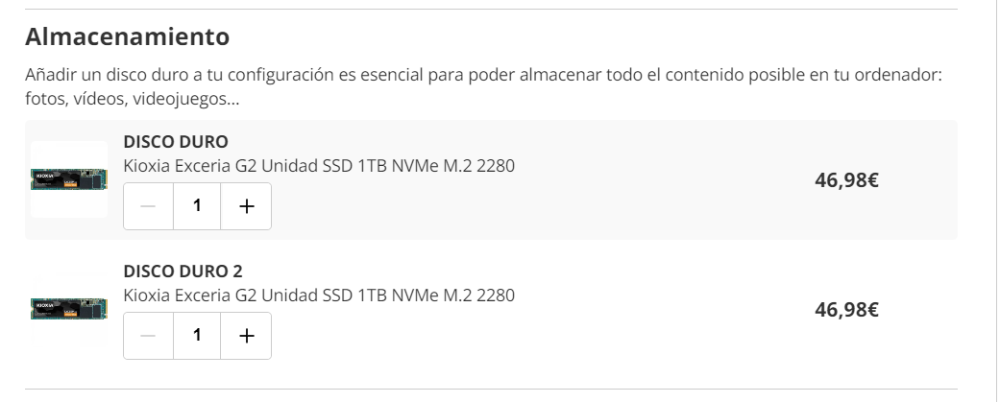 Almacenamiento
Añadir un disco duro a tu configuración es esencial para poder almacenar todo el contenido posible en tu ordenador:
fotos, vídeos, videojuegos...
DISCO DURO
Kioxia Exceria G2 Unidad SSD 1TB NVMe M.2 2280
46,98€
KIOXIA
1
DISCO DURO 2
Kioxia Exceria G2 Unidad SSD 1TB NVMe M.2 2280
46,98€
KIOXIA
1